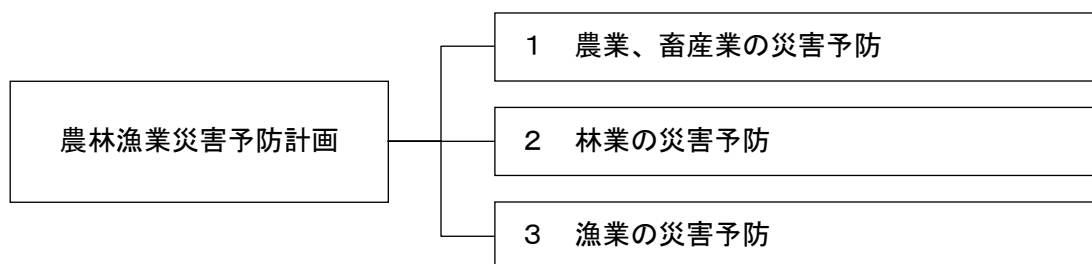 農林漁業災害予防計画
1　農業、畜産業の災害予防
2　林業の災害予防
3　漁業の災害予防